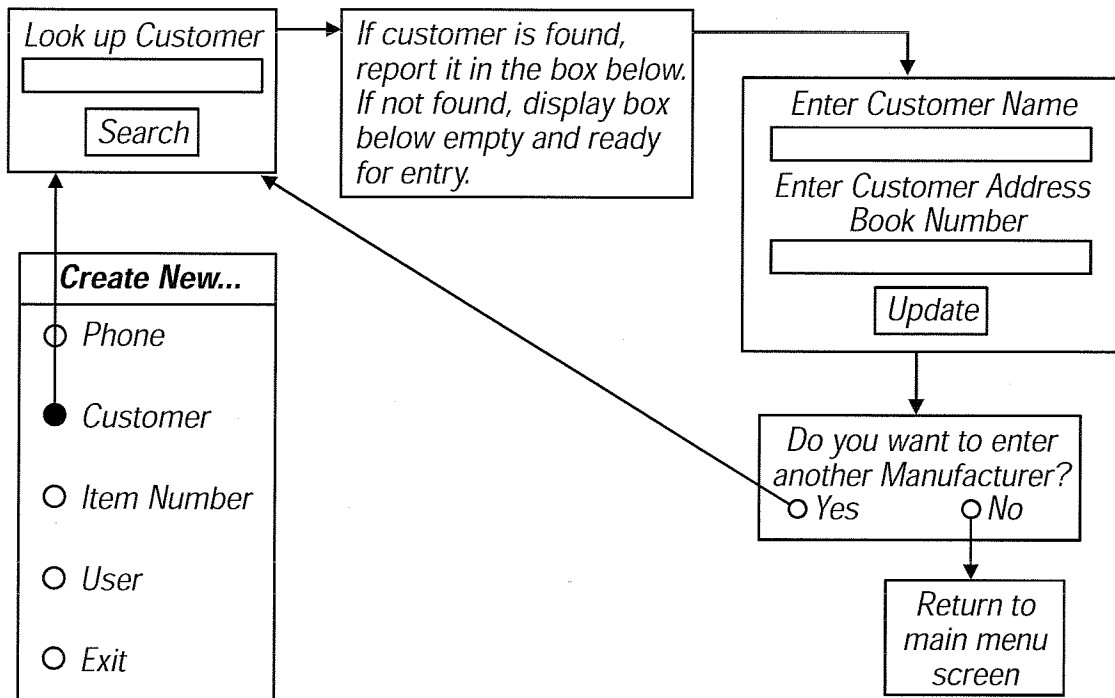 Look up Customer
Search
If customer is found,
report it in the box below.
If not found, display box
below empty and ready
for entry.
Enter Customer Name
Enter Customer Address
Book Number
Update
Create New...
Phone
Customer
Item Number
User
Exit
Do you want to enter
another Manufacturer?
Yes No
Return to
main menu
screen